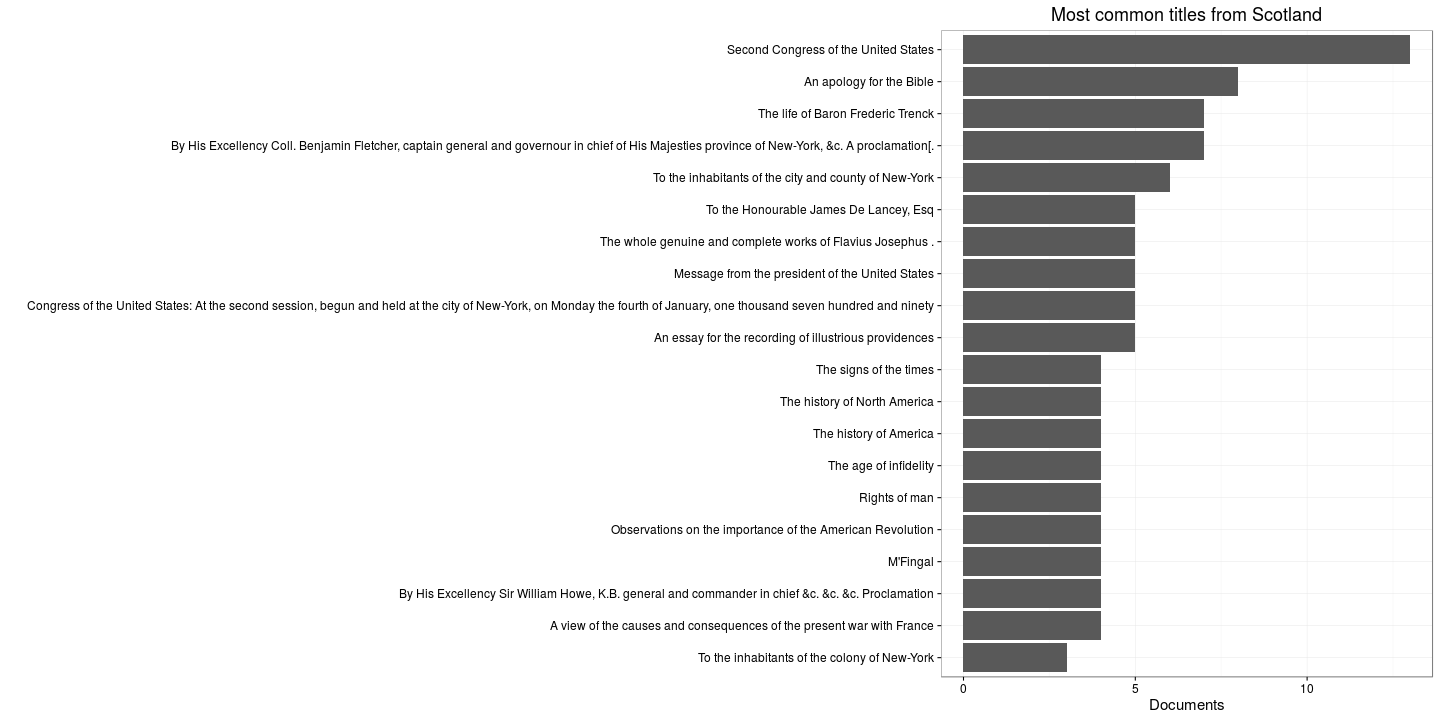 Most common titles from Scotland
Second Congress of the United States
An apology for the Bible
The life of Baron Frederic Trenck
By His Excellency Coll. Benjamin Fletcher, captain general and governour in chief of His Majesties province of New-York, &c. A proclamation[.
To the inhabitants of the city and county of New-York
To the Honourable James De Lancey, Esq
The whole genuine and complete works of Flavius Josephus .
Message from the president of the United States
Congress of the United States: At the second session, begun and held at the city of New-York, on Monday the fourth of January, one thousand seven hundred and ninety
An essay for the recording of illustrious providences
The signs of the times
The history of North America
The history of America
The age of infidelity
Rights of man
Observations on the importance of the American Revolution
M'Fingal
By His Excellency Sir William Howe, K.B. general and commander in chief &c. &c. &c. Proclamation
A view of the causes and consequences of the present war with France
To the inhabitants of the colony of New-York
0 5 10
Documents